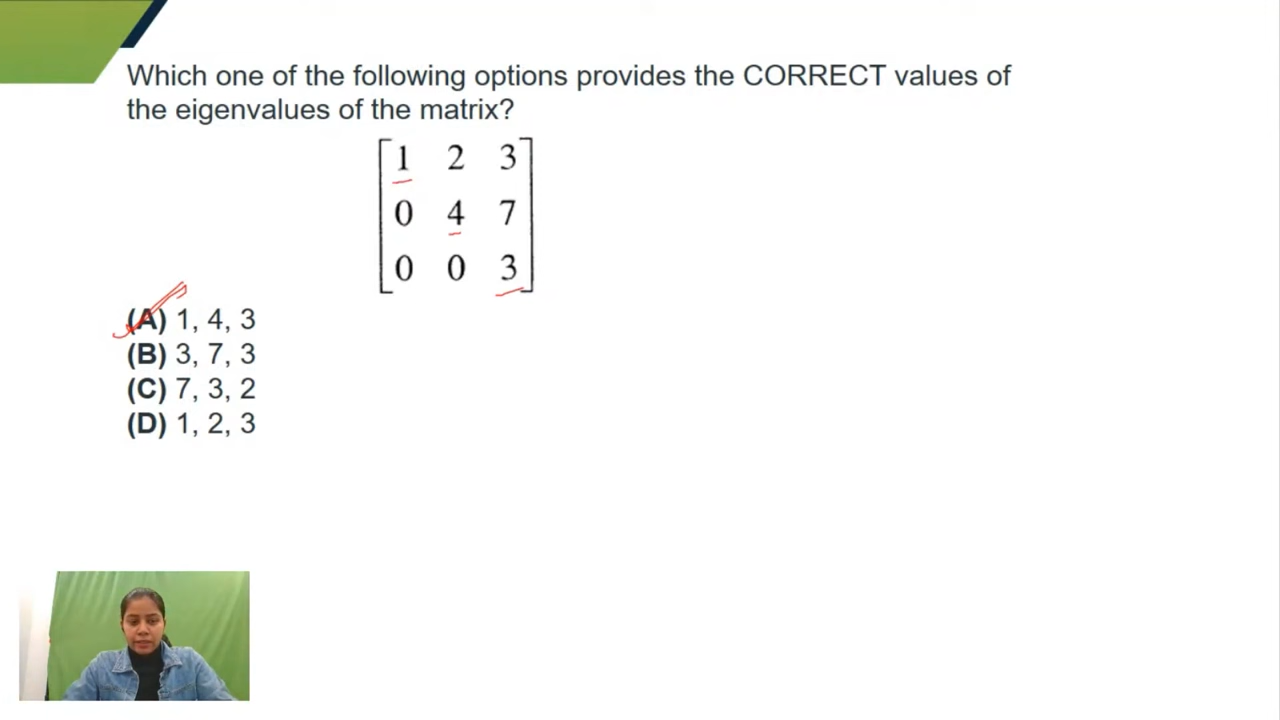 Which one of the following options provides the CORRECT values of
the eigenvalues of the matrix?
1 2 3
0 4 7
0 0 3
(A) 1, 4, 3
(B) 3, 7, 3
(C) 7, 3, 2
(D) 1, 2, 3